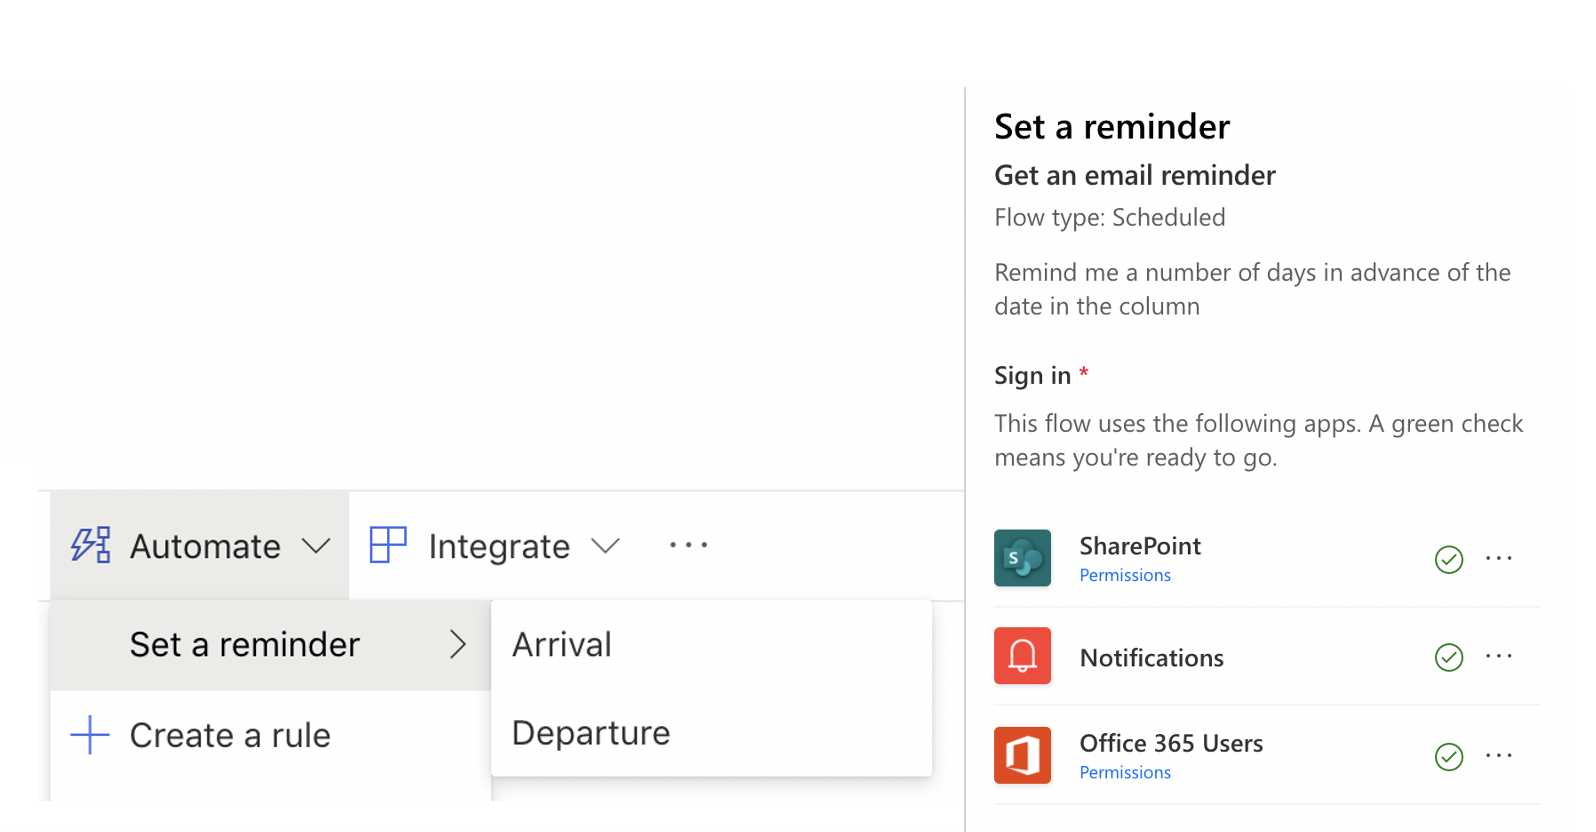 Set a reminder
Get an email reminder
Flow type: Scheduled
Remind me a number of days in advance of the
date in the column
Sign in *
This flow uses the following apps. A green check
means you're ready to go.
S
SharePoint
Permissions
Notifications
Office 365 Users
Permissions
Automate
Integrate
...
Set a reminder
Arrival
Departure
Create a rule